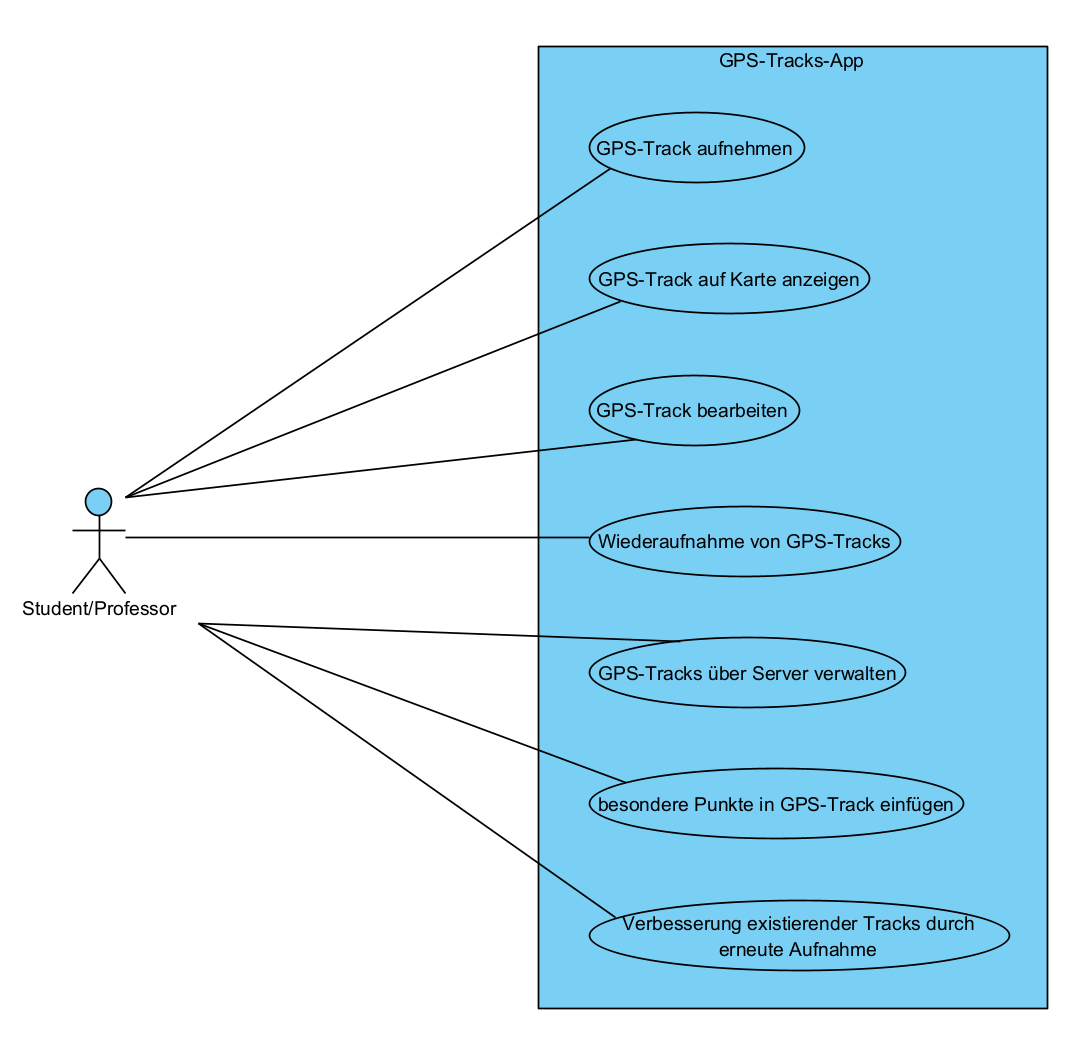 GPS-Tracks-App
GPS-Track aufnehmen
GPS-Track auf Karte anzeigen
GPS-Track bearbeiten
Wiederaufnahme von GPS-Tracks
Student/Professor
GPS-Tracks über Server verwalten
besondere Punkte in GPS-Track einfügen
Verbesserung existierender Tracks durch
erneute Aufnahme